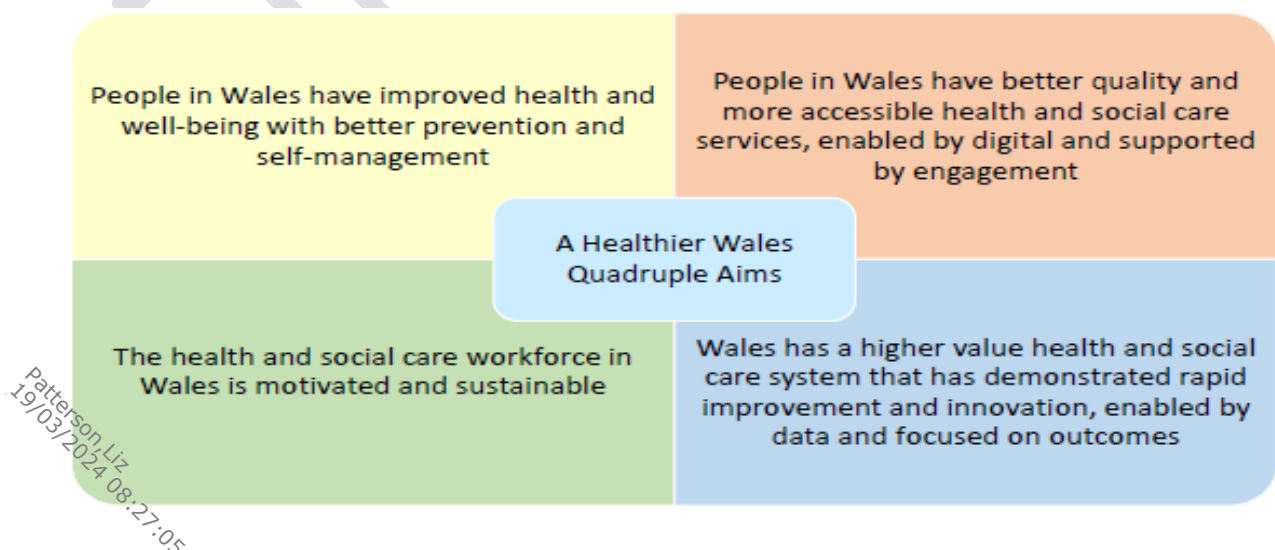 People in Wales have improved health and
well-being with better prevention and
self-management
People in Wales have better quality and
more accessible health and social care
services, enabled by digital and supported
by engagement
A Healthier Wales
Quadruple Aims
The health and social care workforce in
Wales is motivated and sustainable
Wales has a higher value health and social
care system that has demonstrated rapid
improvement and innovation, enabled by
data and focused on outcomes
Patterson,Liz
19/03/2024 08:27:05